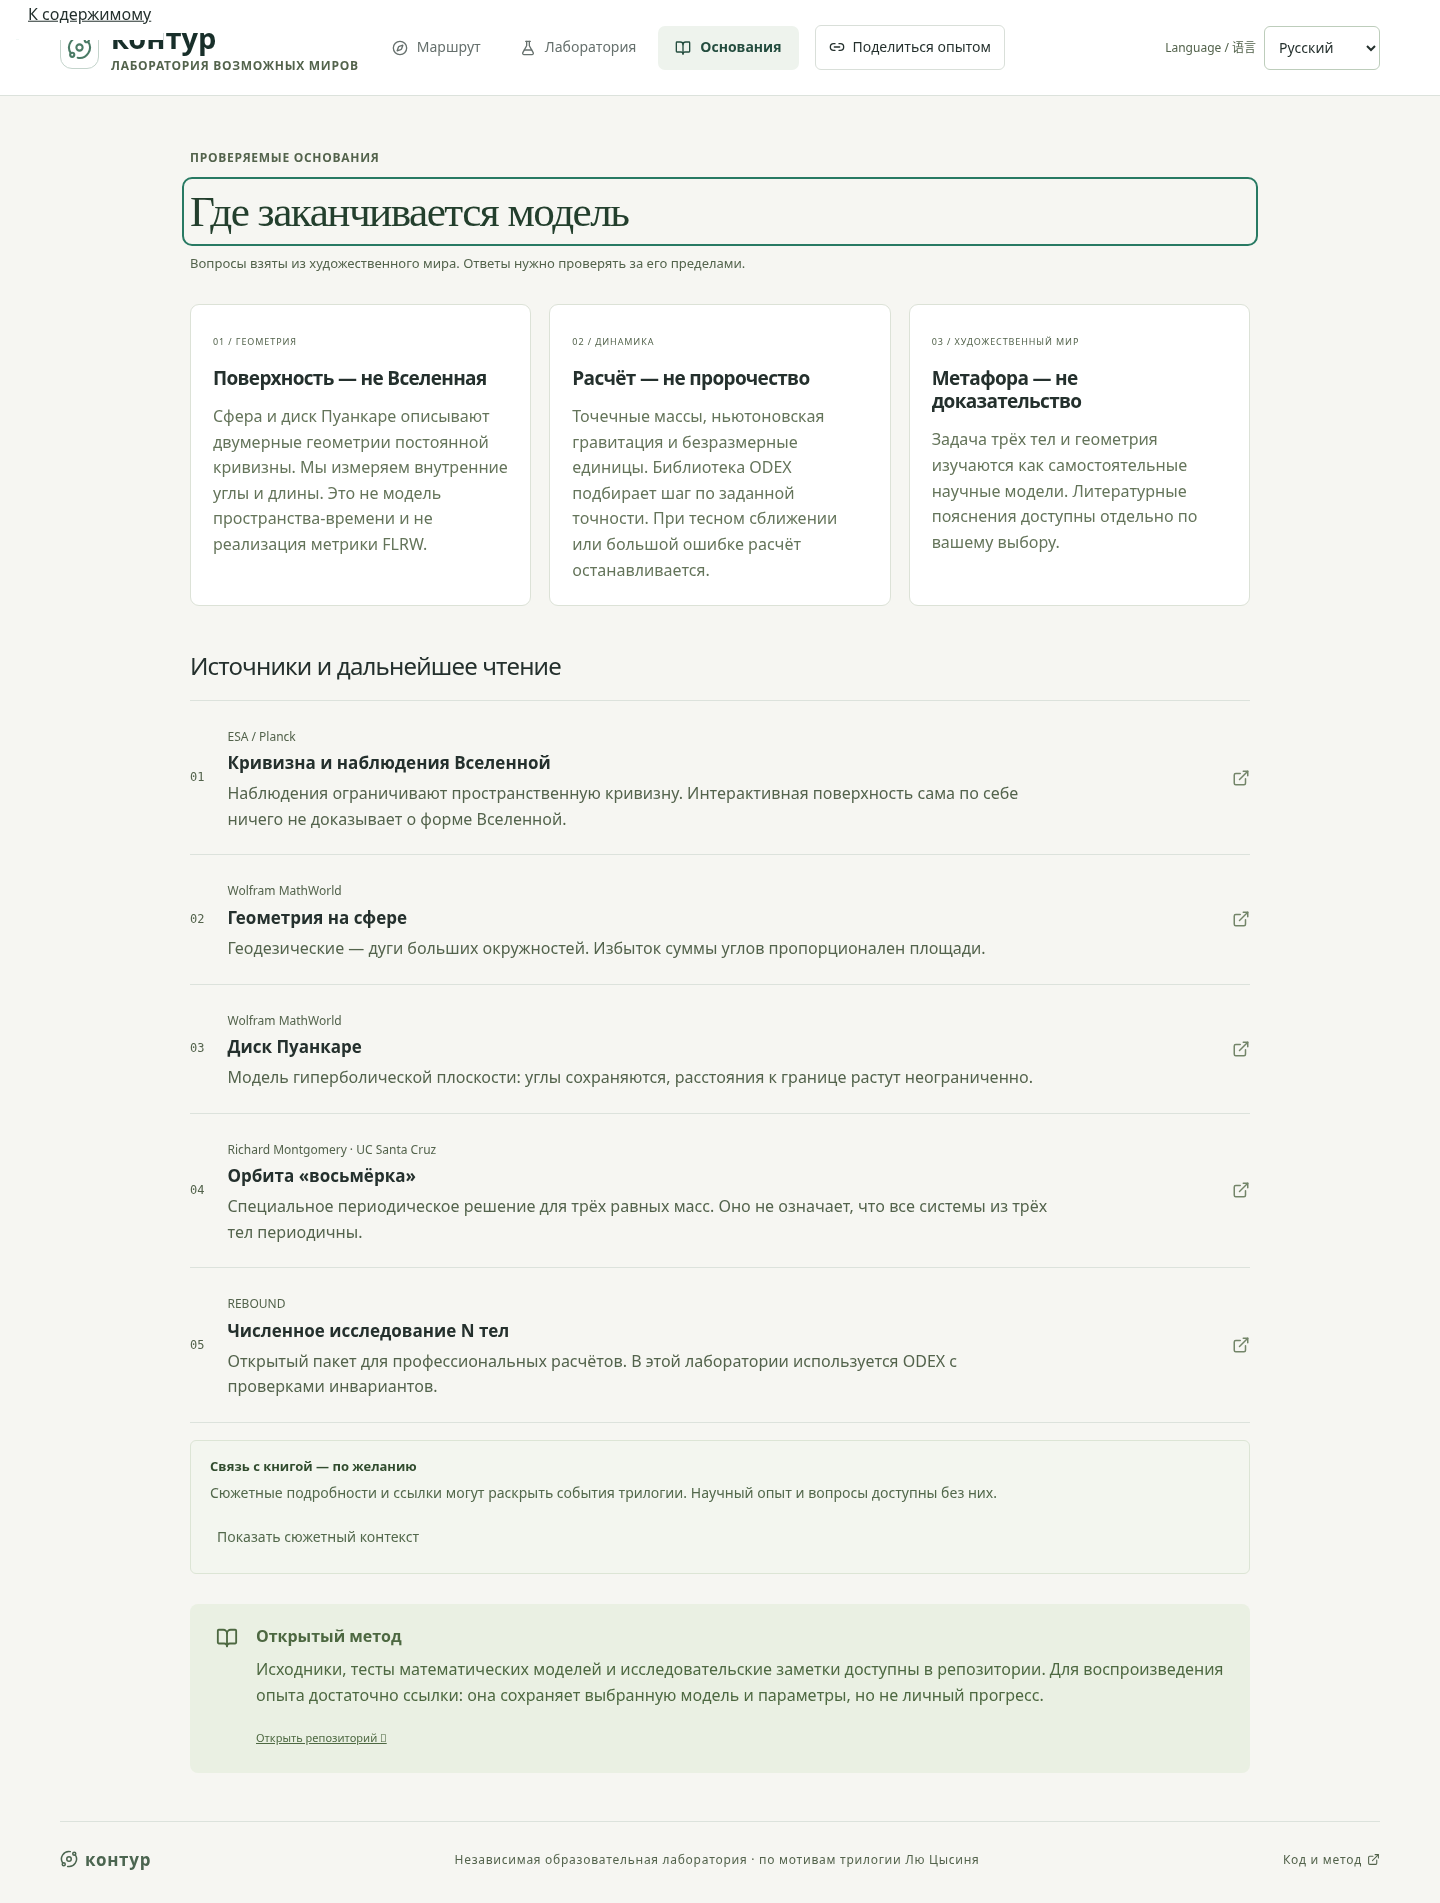 К содержимому
контур
ЛАБОРАТОРИЯ ВОЗМОЖНЫХ МИРОВ
Маршрут
Лаборатория
Основания
Поделиться опытом
Language / 语言
Русский
ПРОВЕРЯЕМЫЕ ОСНОВАНИЯ
Где заканчивается модель
Вопросы взяты из художественного мира. Ответы нужно проверять за его пределами.
01 / ГЕОМЕТРИЯ
Поверхность — не Вселенная
Сфера и диск Пуанкаре описывают
двумерные геометрии постоянной
кривизны. Мы измеряем внутренние
углы и длины. Это не модель
пространства-времени и не
реализация метрики FLRW.
02 / ДИНАМИКА
Расчёт — не пророчество
Точечные массы, ньютоновская
гравитация и безразмерные
единицы. Библиотека ODEX
подбирает шаг по заданной
точности. При тесном сближении
или большой ошибке расчёт
останавливается.
03 / ХУДОЖЕСТВЕННЫЙ МИР
Метафора — не
доказательство
Задача трёх тел и геометрия
изучаются как самостоятельные
научные модели. Литературные
пояснения доступны отдельно по
вашему выбору.
Источники и дальнейшее чтение
01
ESA / Planck
Кривизна и наблюдения Вселенной
Наблюдения ограничивают пространственную кривизну. Интерактивная поверхность сама по себе
ничего не доказывает о форме Вселенной.
02
Wolfram MathWorld
Геометрия на сфере
Геодезические — дуги больших окружностей. Избыток суммы углов пропорционален площади.
03
Wolfram MathWorld
Диск Пуанкаре
Модель гиперболической плоскости: углы сохраняются, расстояния к границе растут неограниченно.
04
Richard Montgomery · UC Santa Cruz
Орбита «восьмёрка»
Специальное периодическое решение для трёх равных масс. Оно не означает, что все системы из трёх
тел периодичны.
05
REBOUND
Численное исследование N тел
Открытый пакет для профессиональных расчётов. В этой лаборатории используется ODEX с
проверками инвариантов.
Связь с книгой — по желанию
Сюжетные подробности и ссылки могут раскрыть события трилогии. Научный опыт и вопросы доступны без них.
Показать сюжетный контекст
Открытый метод
Исходники, тесты математических моделей и исследовательские заметки доступны в репозитории. Для воспроизведения
опыта достаточно ссылки: она сохраняет выбранную модель и параметры, но не личный прогресс.
Открыть репозиторий
контур
Независимая образовательная лаборатория · по мотивам трилогии Лю Цысиня
Код и метод